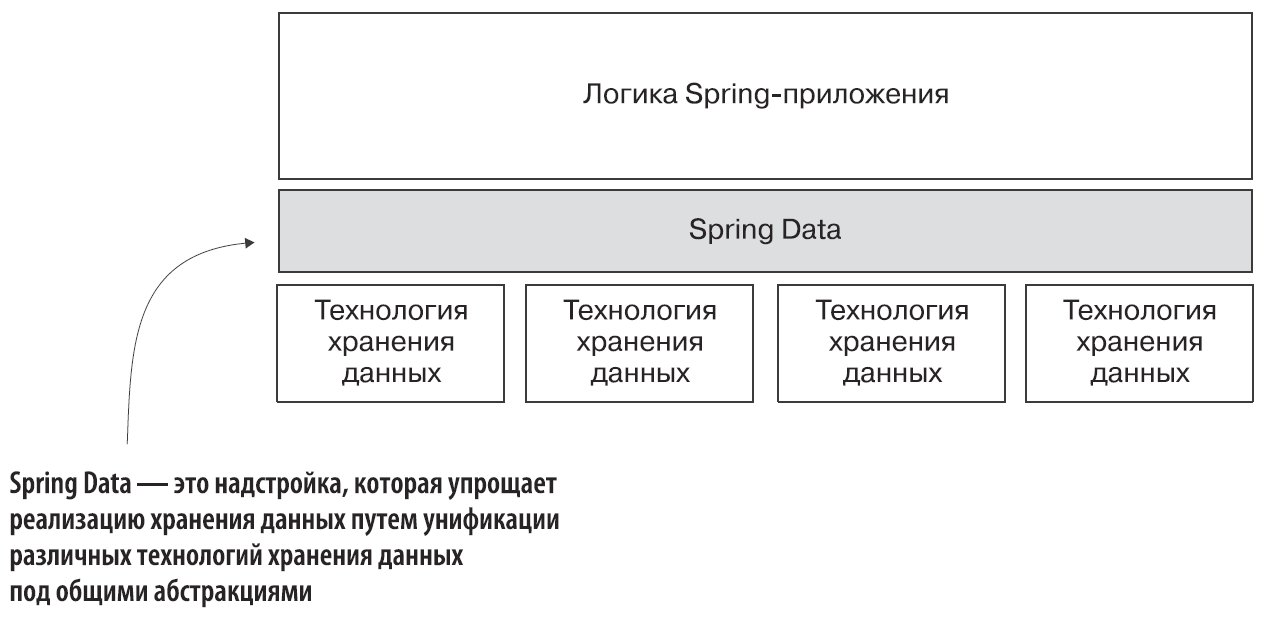 Логика Spring-приложения
Spring Data
Технология
хранения
данных
Технология
хранения
данных
Технология
хранения
данных
Технология
хранения
данных
Spring Data — это надстройка, которая упрощает
реализацию хранения данных путем унификации
различных технологий хранения данных
под общими абстракциями